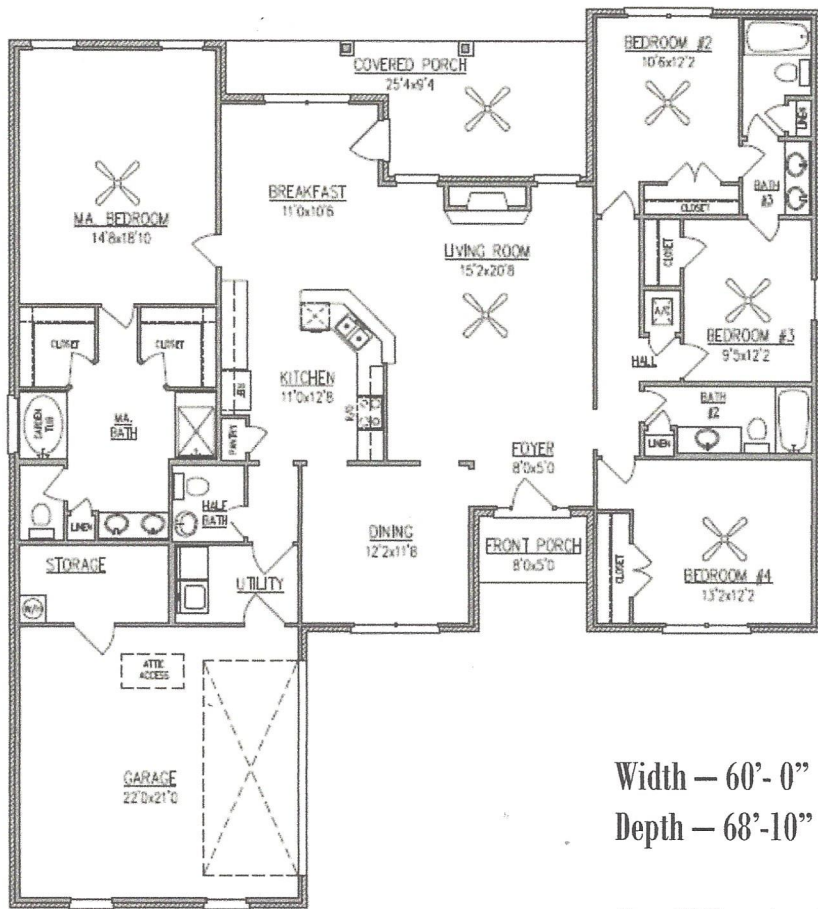 BEDROOM #2
10'6x12'2
COVERED PORCH
25'4x9'4
LINEN
BATH
#3
CLOSET
BREAKFAST
11'0x10'6
MA. BEDROOM
14'8x18'10
LIVING ROOM
15'2x20'8
CLOSET
A/C
BEDROOM #3
9'5x12'2
HALL
CLOSET
CLOSET
KITCHEN
11'0x12'8
REF.
R/O
PANTRY
GARDEN
TUB
MA.
BATH
BATH
#2
LINEN
FOYER
8'0x5'0
HALF
BATH
LINEN
DINING
12'2x11'8
FRONT PORCH
8'0x5'0
CLOSET
BEDROOM #4
13'2x12'2
STORAGE
UTILITY
W/H
ATTIC
ACCESS
GARAGE
22'0x21'0
Width – 60'- 0"
Depth – 68'-10"